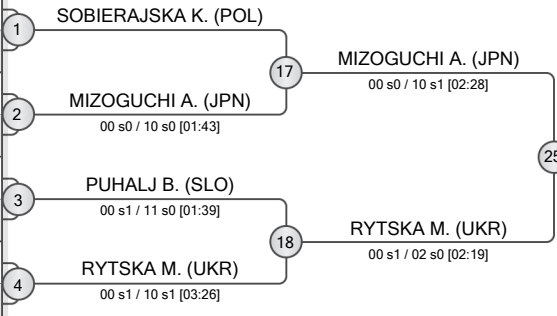 1
SOBIERAJSKA K. (POL)
17
MIZOGUCHI A. (JPN)
00 s0 / 10 s1 [02:28]
2
MIZOGUCHI A. (JPN)
00 s0 / 10 s0 [01:43]
25
3
PUHALJ B. (SLO)
00 s1 / 11 s0 [01:39]
18
RYTSKA M. (UKR)
00 s1 / 02 s0 [02:19]
4
RYTSKA M. (UKR)
00 s1 / 10 s1 [03:26]